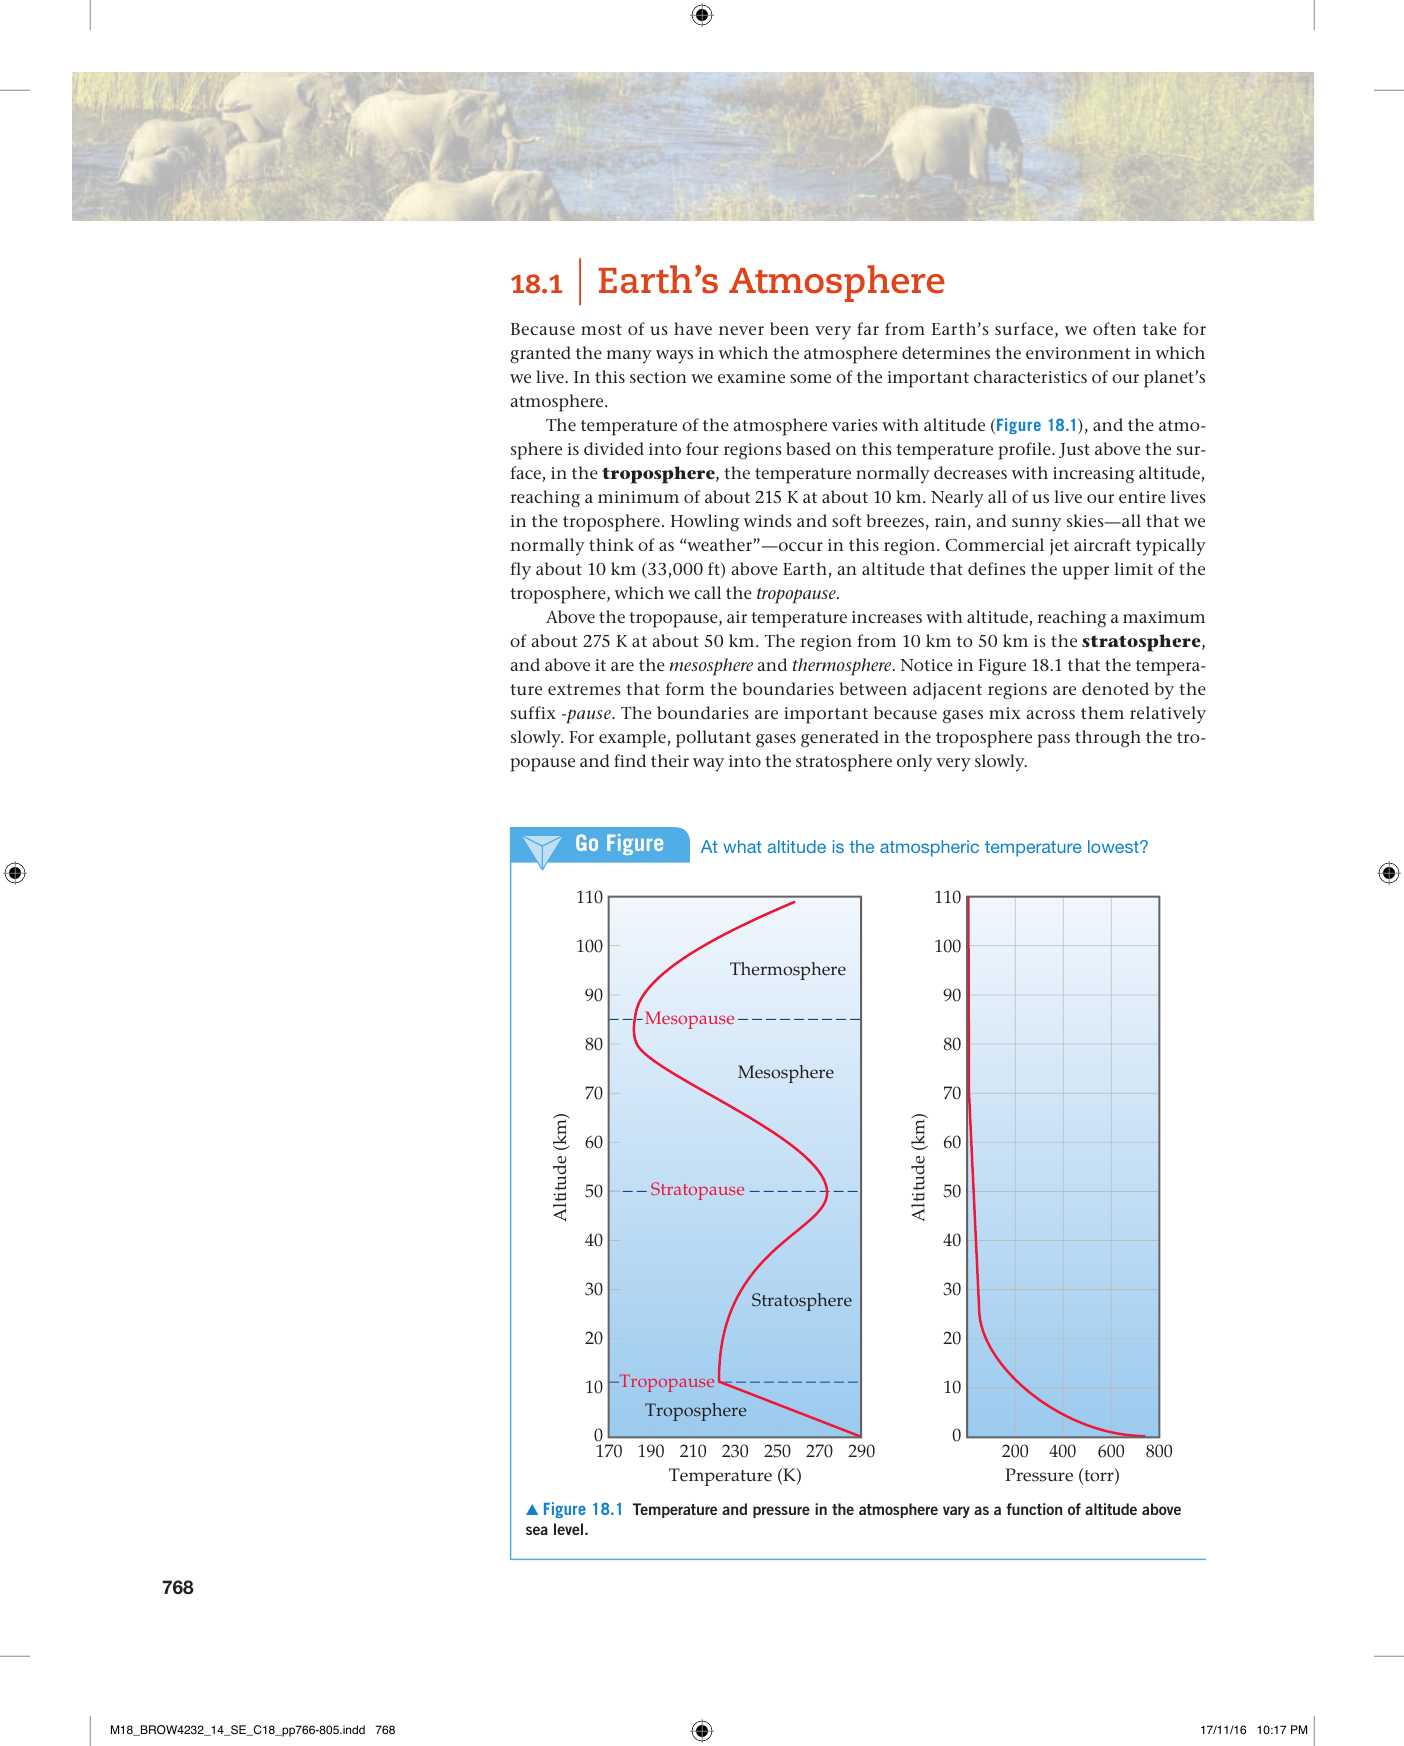 18.1 Earth’s Atmosphere
Because most of us have never been very far from Earth’s surface, we often take for
granted the many ways in which the atmosphere determines the environment in which
we live. In this section we examine some of the important characteristics of our planet’s
atmosphere.
The temperature of the atmosphere varies with altitude (Figure 18.1), and the atmo-
sphere is divided into four regions based on this temperature profile. Just above the sur-
face, in the troposphere, the temperature normally decreases with increasing altitude,
reaching a minimum of about 215 K at about 10 km. Nearly all of us live our entire lives
in the troposphere. Howling winds and soft breezes, rain, and sunny skies—all that we
normally think of as “weather”—occur in this region. Commercial jet aircraft typically
fly about 10 km (33,000 ft) above Earth, an altitude that defines the upper limit of the
troposphere, which we call the tropopause.
Above the tropopause, air temperature increases with altitude, reaching a maximum
of about 275 K at about 50 km. The region from 10 km to 50 km is the stratosphere,
and above it are the mesosphere and thermosphere. Notice in Figure 18.1 that the tempera-
ture extremes that form the boundaries between adjacent regions are denoted by the
suffix -pause. The boundaries are important because gases mix across them relatively
slowly. For example, pollutant gases generated in the troposphere pass through the tro-
popause and find their way into the stratosphere only very slowly.
Go Figure At what altitude is the atmospheric temperature lowest?
110
100
Thermosphere
90
Mesopause
80
Mesosphere
70
60
Altitude (km)
50
Stratopause
40
30
Stratosphere
20
10
Tropopause
Troposphere
0
170 190 210 230 250 270 290
Temperature (K)
110
100
90
80
70
60
Altitude (km)
50
40
30
20
10
0
200 400 600 800
Pressure (torr)
▲ Figure 18.1 Temperature and pressure in the atmosphere vary as a function of altitude above
sea level.
768
M18_BROW4232_14_SE_C18_pp766-805.indd 768
17/11/16 10:17 PM